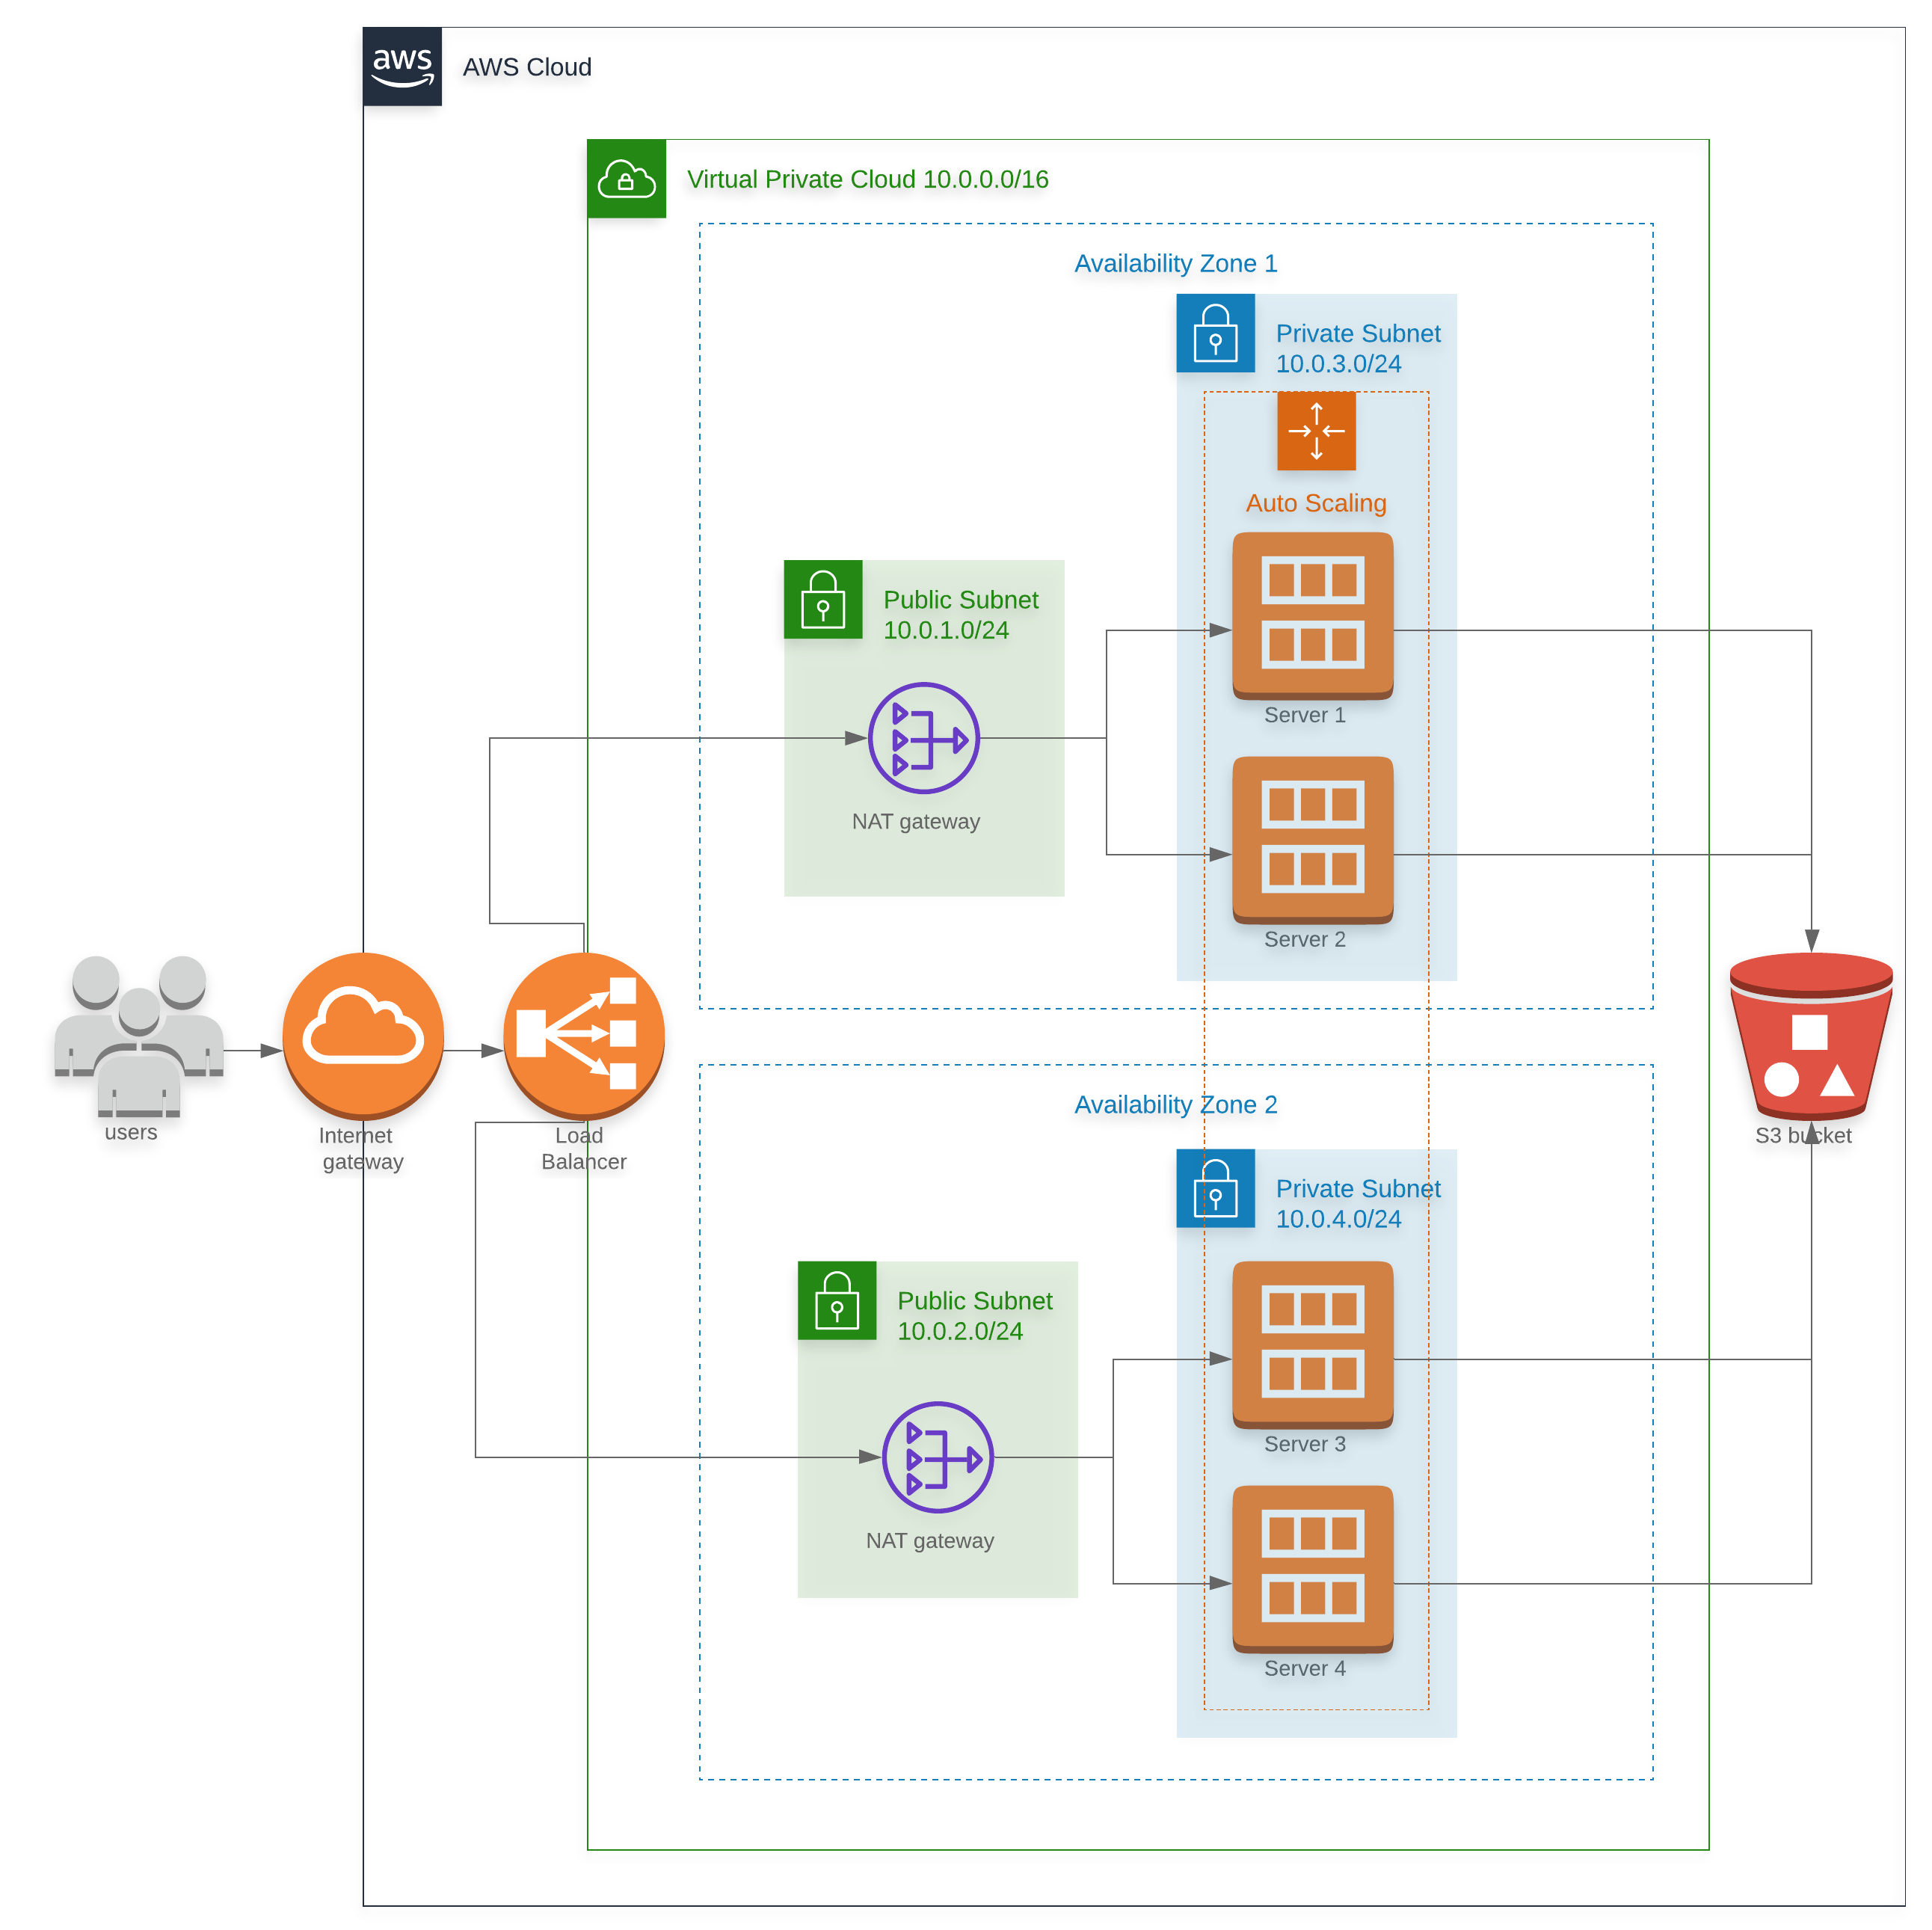 aws
AWS Cloud
Virtual Private Cloud 10.0.0.0/16
Availability Zone 1
Private Subnet
10.0.3.0/24
Auto Scaling
Public Subnet
10.0.1.0/24
Server 1
NAT gateway
Server 2
users
Internet
gateway
Load
Balancer
S3 bucket
Availability Zone 2
Private Subnet
10.0.4.0/24
Public Subnet
10.0.2.0/24
Server 3
NAT gateway
Server 4